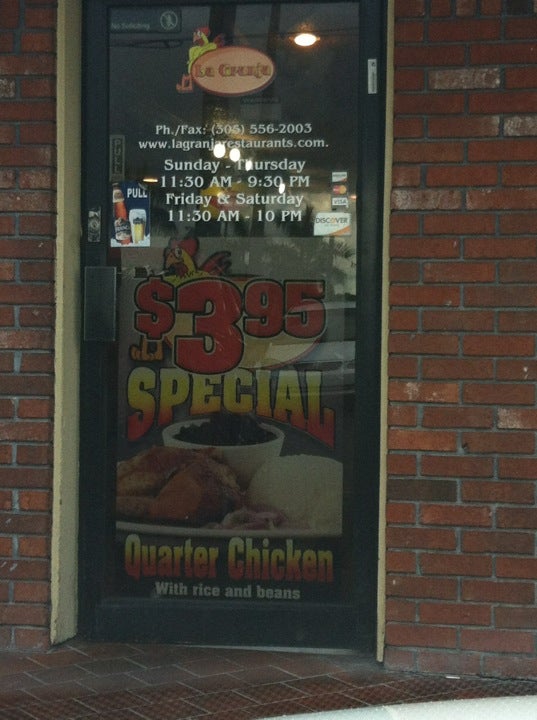 No Soliciting
La Granja
Ph./Fax: (305) 556-2003
www.lagranjarestaurants.com.
Sunday - Thursday
11:30 AM - 9:30 PM
Friday & Saturday
11:30 AM - 10 PM
PULL
PULL
VISA
DISCOVER
$3.95
SPECIAL
Quarter Chicken
With rice and beans